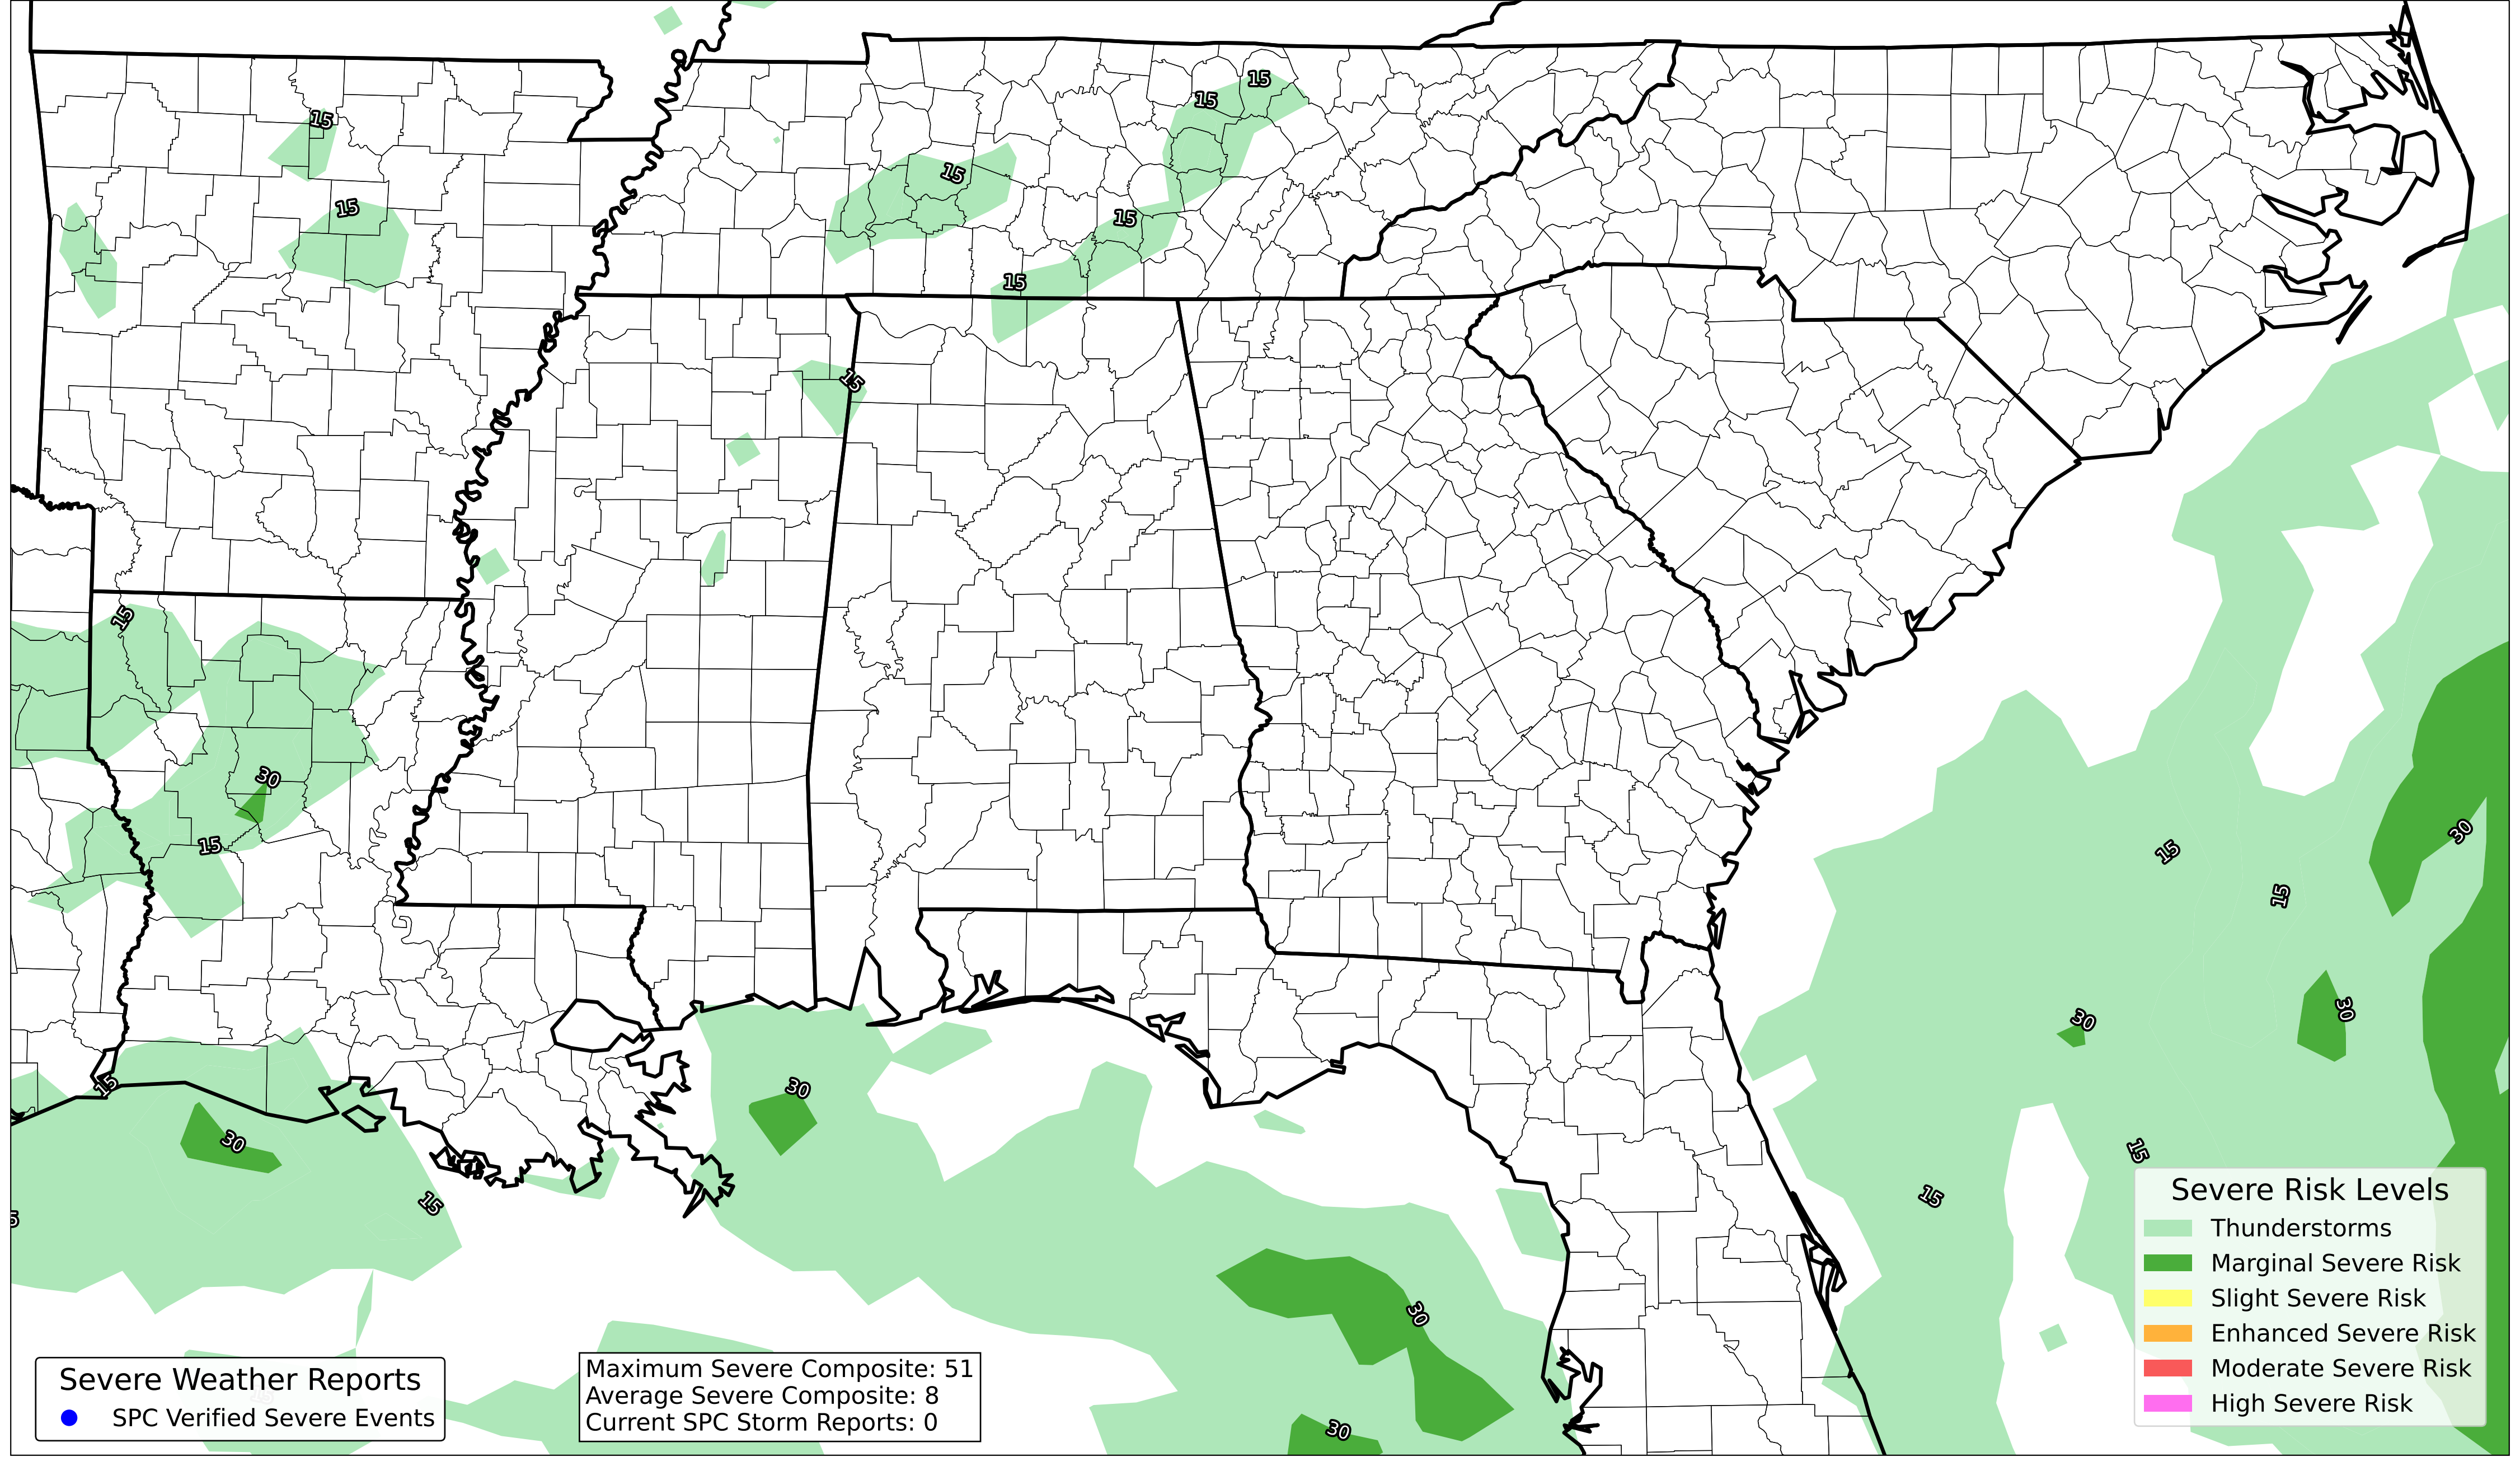 15
15
15
15
15
15
15
15
15
30
15
15
30
15
15
30
30
30
15
30
15
15
15
5
30
30
Severe Risk Levels
Thunderstorms
Marginal Severe Risk
Slight Severe Risk
Enhanced Severe Risk
Moderate Severe Risk
High Severe Risk
Severe Weather Reports
SPC Verified Severe Events
Maximum Severe Composite: 51
Average Severe Composite: 8
Current SPC Storm Reports: 0